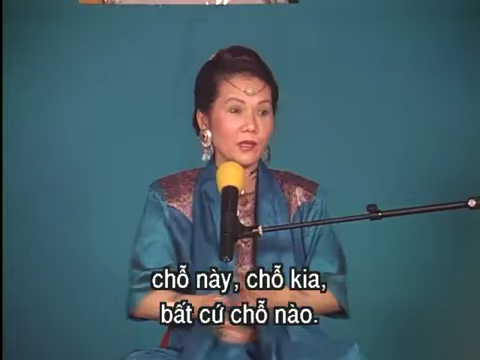 chỗ này, chỗ kia,
bất cứ chỗ nào.